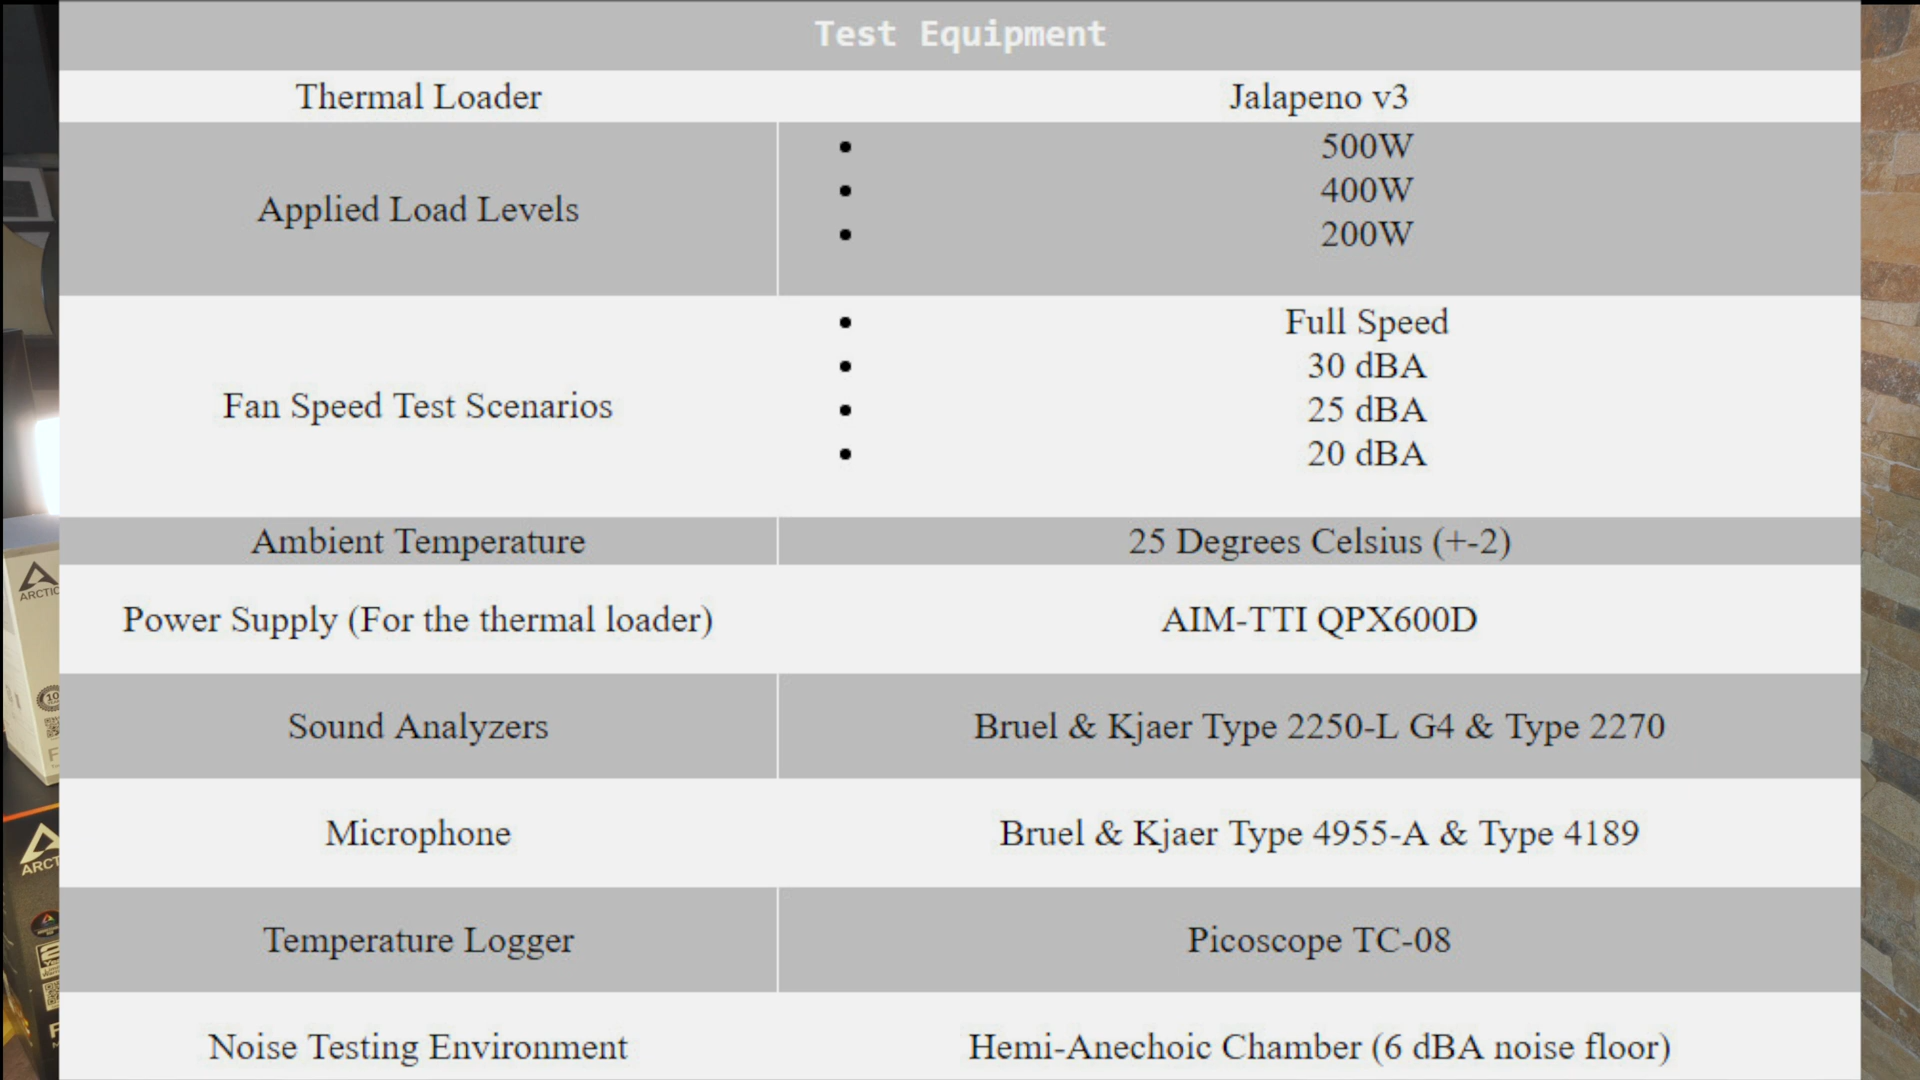 Test Equipment
Thermal Loader
Jalapeno v3
Applied Load Levels
500W
400W
200W
Fan Speed Test Scenarios
Full Speed
30 dBA
25 dBA
20 dBA
Ambient Temperature
25 Degrees Celsius (+-2)
Power Supply (For the thermal loader)
AIM-TTI QPX600D
Sound Analyzers
Bruel & Kjaer Type 2250-L G4 & Type 2270
Microphone
Bruel & Kjaer Type 4955-A & Type 4189
Temperature Logger
Picoscope TC-08
Noise Testing Environment
Hemi-Anechoic Chamber (6 dBA noise floor)
ARCTIC
10
ARCT